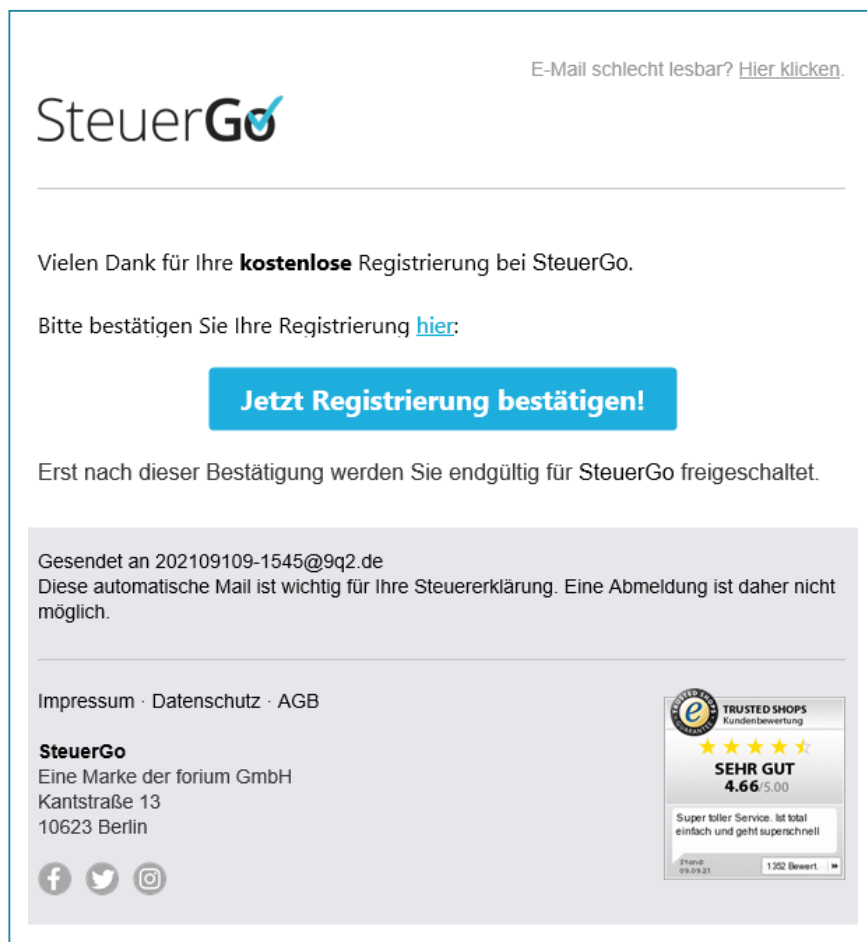 E-Mail schlecht lesbar? Hier klicken.
SteuerGo
Vielen Dank für Ihre kostenlose Registrierung bei SteuerGo.
Bitte bestätigen Sie Ihre Registrierung hier:
Jetzt Registrierung bestätigen!
Erst nach dieser Bestätigung werden Sie endgültig für SteuerGo freigeschaltet.
Gesendet an 202109109-1545@9q2.de
Diese automatische Mail ist wichtig für Ihre Steuererklärung. Eine Abmeldung ist daher nicht
möglich.
Impressum · Datenschutz · AGB
SteuerGo
Eine Marke der forium GmbH
Kantstraße 13
10623 Berlin
TRUSTED SHOPS
GUARANTEE
e
TRUSTED SHOPS
Kundenbewertung
SEHR GUT
4.66/5.00
Super toller Service. Ist total
einfach und geht superschnell
Stand:
09.09.21
1352 Bewert. »